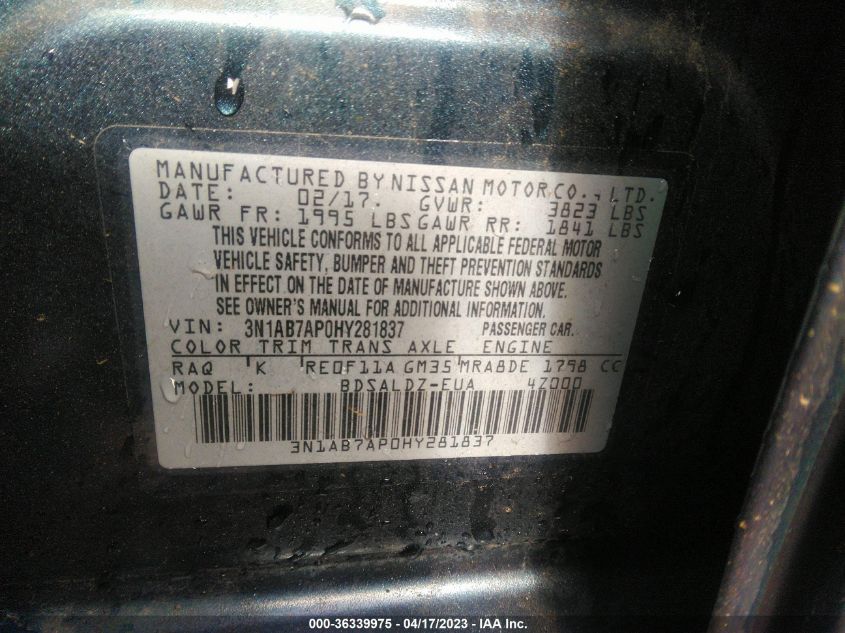 MANUFACTURED BY NISSAN MOTOR CO., LTD.
DATE: 02/17. GVWR: 3823 LBS
GAWR FR: 1995 LBS GAWR RR: 1841 LBS
THIS VEHICLE CONFORMS TO ALL APPLICABLE FEDERAL MOTOR
VEHICLE SAFETY, BUMPER AND THEFT PREVENTION STANDARDS
IN EFFECT ON THE DATE OF MANUFACTURE SHOWN ABOVE.
SEE OWNER'S MANUAL FOR ADDITIONAL INFORMATION.
VIN: 3N1AB7AP0HY281837 PASSENGER CAR.
COLOR TRIM TRANS AXLE ENGINE
RAQ K RE0F11A GM35 MRA8DE 1798 CC
MODEL: BDSALDZ-EUA 4Z000
3N1AB7AP0HY281837
000-36339975 - 04/17/2023 - IAA Inc.